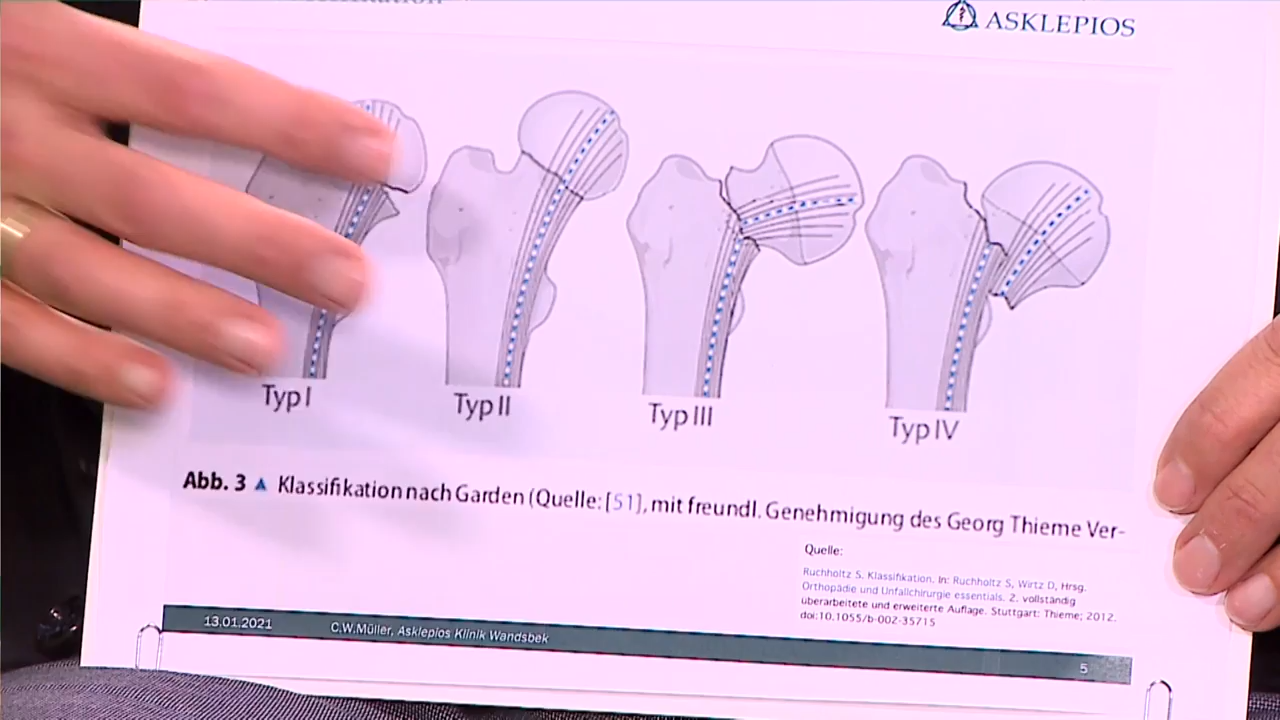 ASKLEPIOS
Typ I
Typ II
Typ III
Typ IV
Abb. 3 ▲ Klassifikation nach Garden (Quelle: [51], mit freundl. Genehmigung des Georg Thieme Ver-
Quelle:
Ruchholtz S. Klassifikation. In: Ruchholtz S, Wirtz D, Hrsg.
Orthopädie und Unfallchirurgie essentials. 2. vollständig
überarbeitete und erweiterte Auflage. Stuttgart: Thieme; 2012.
doi:10.1055/b-002-35715
13.01.2021
C.W.Müller, Asklepios Klinik Wandsbek
5